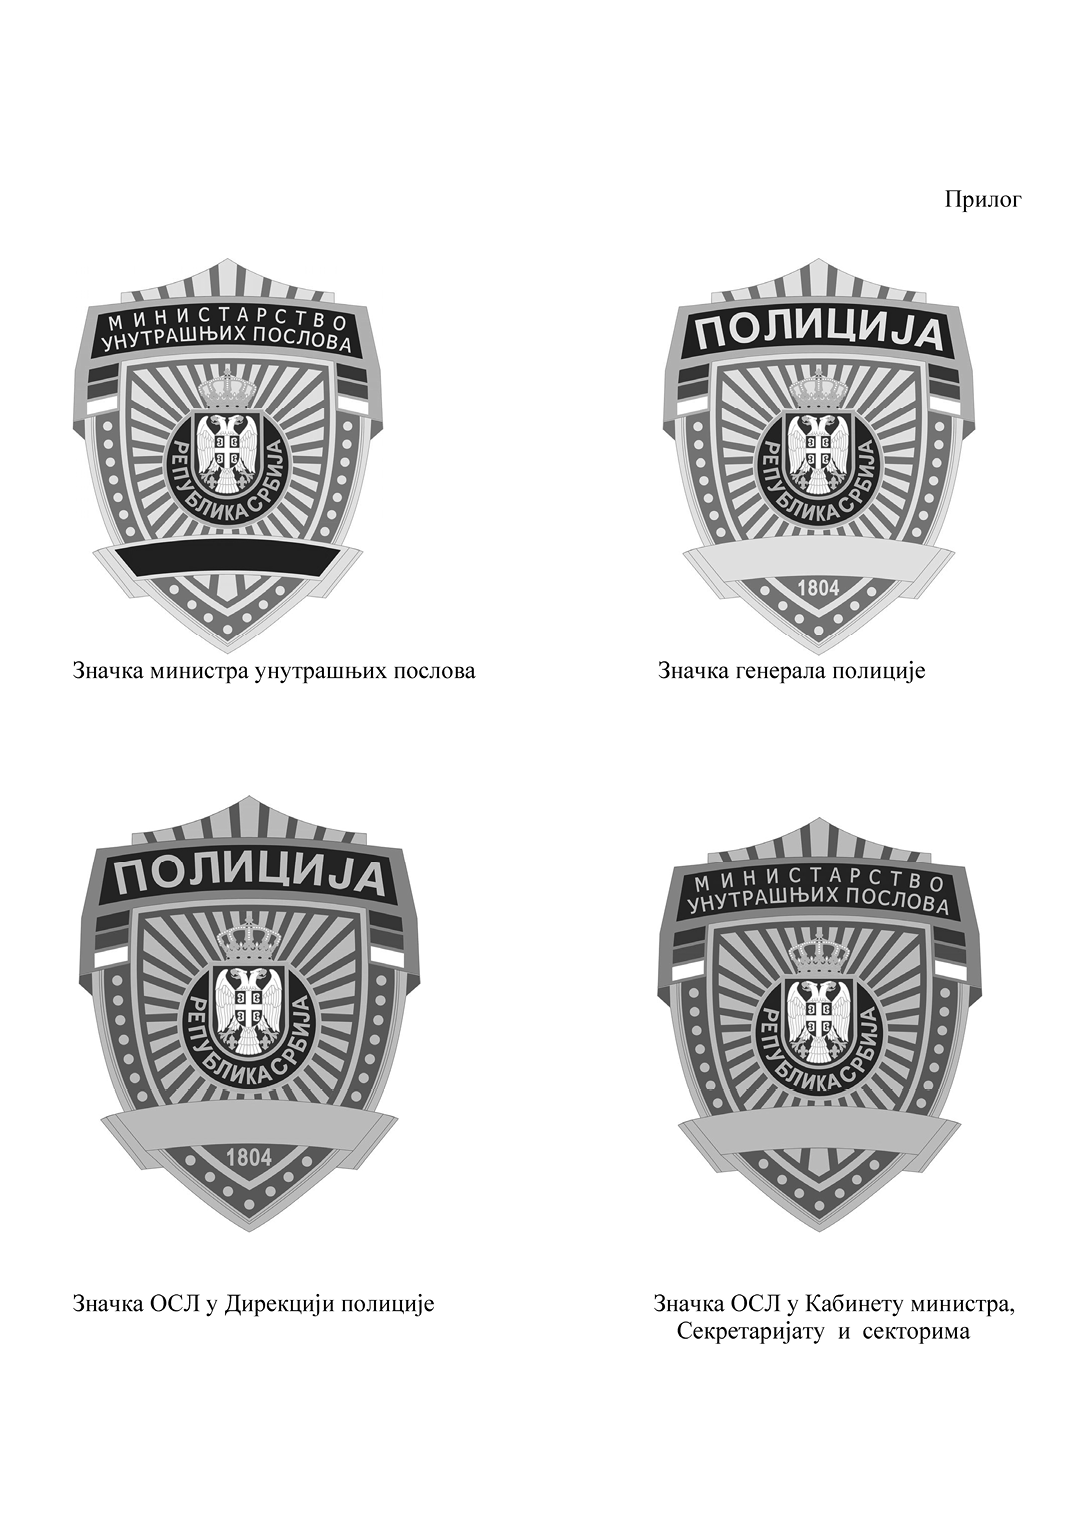 Прилог
МИНИСТАРСТВО
УНУТРАШЊИХ ПОСЛОВА
РЕПУБЛИКА СРБИЈА
Значка министра унутрашњих послова
ПОЛИЦИЈА
РЕПУБЛИКА СРБИЈА
1804
Значка генерала полиције
ПОЛИЦИЈА
РЕПУБЛИКА СРБИЈА
1804
Значка ОСЛ у Дирекцији полиције
МИНИСТАРСТВО
УНУТРАШЊИХ ПОСЛОВА
РЕПУБЛИКА СРБИЈА
Значка ОСЛ у Кабинету министра,
Секретаријату и секторима